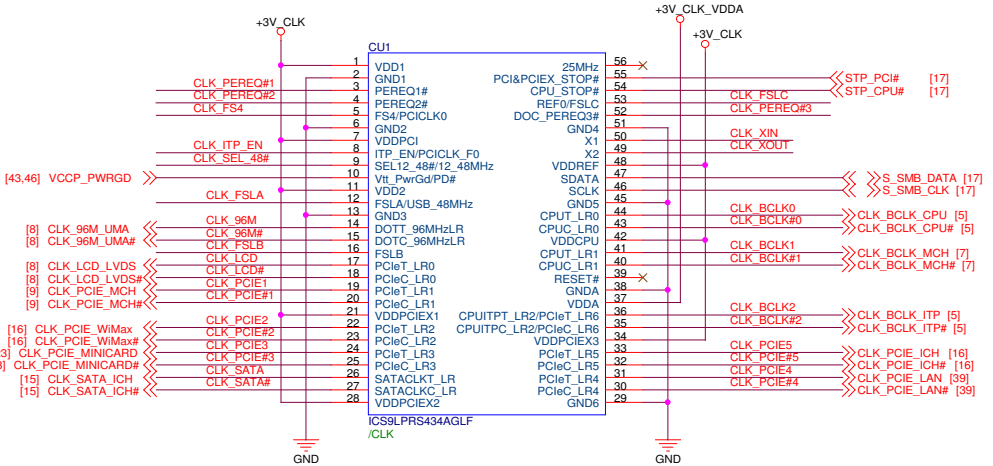 +3V_CLK_VDDA
+3V_CLK
+3V_CLK
CU1
1 VDD1
2 GND1
CLK_PEREQ#1 3 PEREQ1#
CLK_PEREQ#2 4 PEREQ2#
CLK_FS4 5 FS4/PCICLK0
6 GND2
7 VDDPCI
CLK_ITP_EN 8 ITP_EN/PCICLK_F0
CLK_SEL_48# 9 SEL12_48#/12_48MHz
[43,46] VCCP_PWRGD 10 Vtt_PwrGd/PD#
11 VDD2
CLK_FSLA 12 FSLA/USB_48MHz
13 GND3
[8] CLK_96M_UMA CLK_96M 14 DOTT_96MHzLR
[8] CLK_96M_UMA# CLK_96M# 15 DOTC_96MHzLR
CLK_FSLB 16 FSLB
[8] CLK_LCD_LVDS CLK_LCD 17 PCIeT_LR0
[8] CLK_LCD_LVDS# CLK_LCD# 18 PCIeC_LR0
[9] CLK_PCIE_MCH CLK_PCIE1 19 PCIeT_LR1
[9] CLK_PCIE_MCH# CLK_PCIE#1 20 PCIeC_LR1
21 VDDPCIEX1
[16] CLK_PCIE_WiMax CLK_PCIE2 22 PCIeT_LR2
[16] CLK_PCIE_WiMax# CLK_PCIE#2 23 PCIeC_LR2
3] CLK_PCIE_MINICARD CLK_PCIE3 24 PCIeT_LR3
] CLK_PCIE_MINICARD# CLK_PCIE#3 25 PCIeC_LR3
[15] CLK_SATA_ICH CLK_SATA 26 SATACLKT_LR
[15] CLK_SATA_ICH# CLK_SATA# 27 SATACLKC_LR
28 VDDPCIEX2
25MHz 56
PCI&PCIEX_STOP# 55 STP_PCI# [17]
CPU_STOP# 54 STP_CPU# [17]
REF0/FSLC 53 CLK_FSLC
DOC_PEREQ3# 52 CLK_PEREQ#3
GND4 51
X1 50 CLK_XIN
X2 49 CLK_XOUT
VDDREF 48
SDATA 47 S_SMB_DATA [17]
SCLK 46 S_SMB_CLK [17]
GND5 45
CPUT_LR0 44 CLK_BCLK0 CLK_BCLK_CPU [5]
CPUC_LR0 43 CLK_BCLK#0 CLK_BCLK_CPU# [5]
VDDCPU 42
CPUT_LR1 41 CLK_BCLK1 CLK_BCLK_MCH [7]
CPUC_LR1 40 CLK_BCLK#1 CLK_BCLK_MCH# [7]
RESET# 39
GNDA 38
VDDA 37
CPUITPT_LR2/PCIeT_LR6 36 CLK_BCLK2 CLK_BCLK_ITP [5]
CPUITPC_LR2/PCIeC_LR6 35 CLK_BCLK#2 CLK_BCLK_ITP# [5]
VDDPCIEX3 34
PCIeT_LR5 33 CLK_PCIE5 CLK_PCIE_ICH [16]
PCIeC_LR5 32 CLK_PCIE#5 CLK_PCIE_ICH# [16]
PCIeT_LR4 31 CLK_PCIE4 CLK_PCIE_LAN [39]
PCIeC_LR4 30 CLK_PCIE#4 CLK_PCIE_LAN# [39]
GND6 29
ICS9LPRS434AGLF
/CLK
GND
GND